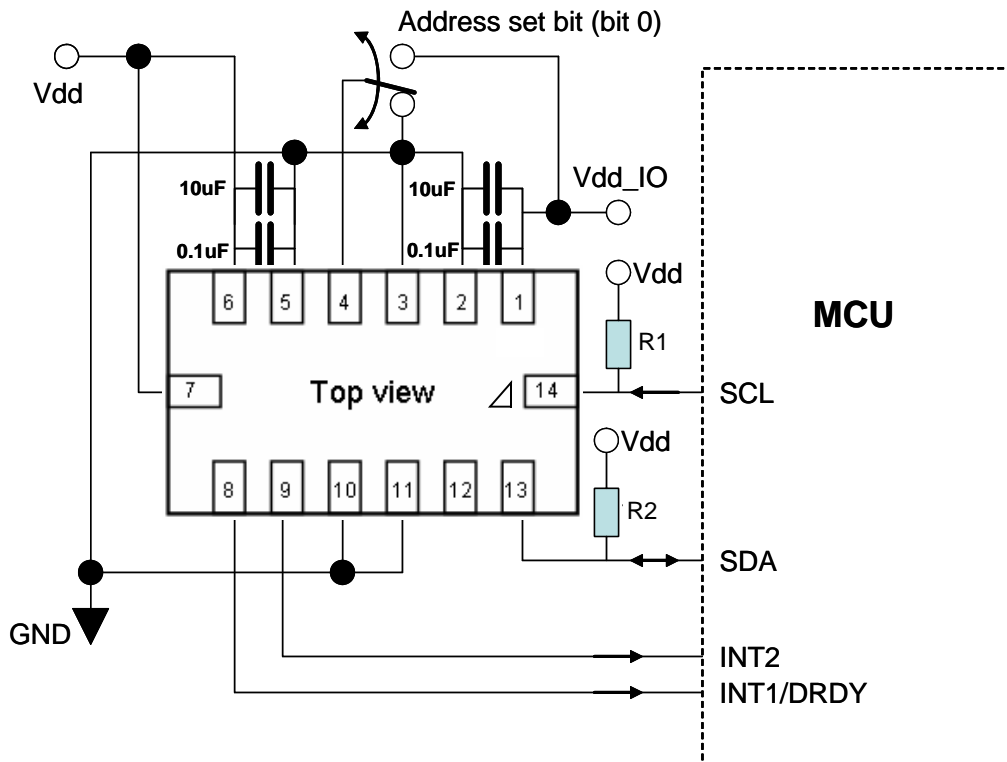 Address set bit (bit 0)
Vdd
10uF
10uF
Vdd_IO
0.1uF
0.1uF
Vdd
6 5 4 3 2 1
MCU
R1
7
Top view
14
SCL
Vdd
8 9 10 11 12 13
R2
SDA
GND
INT2
INT1/DRDY